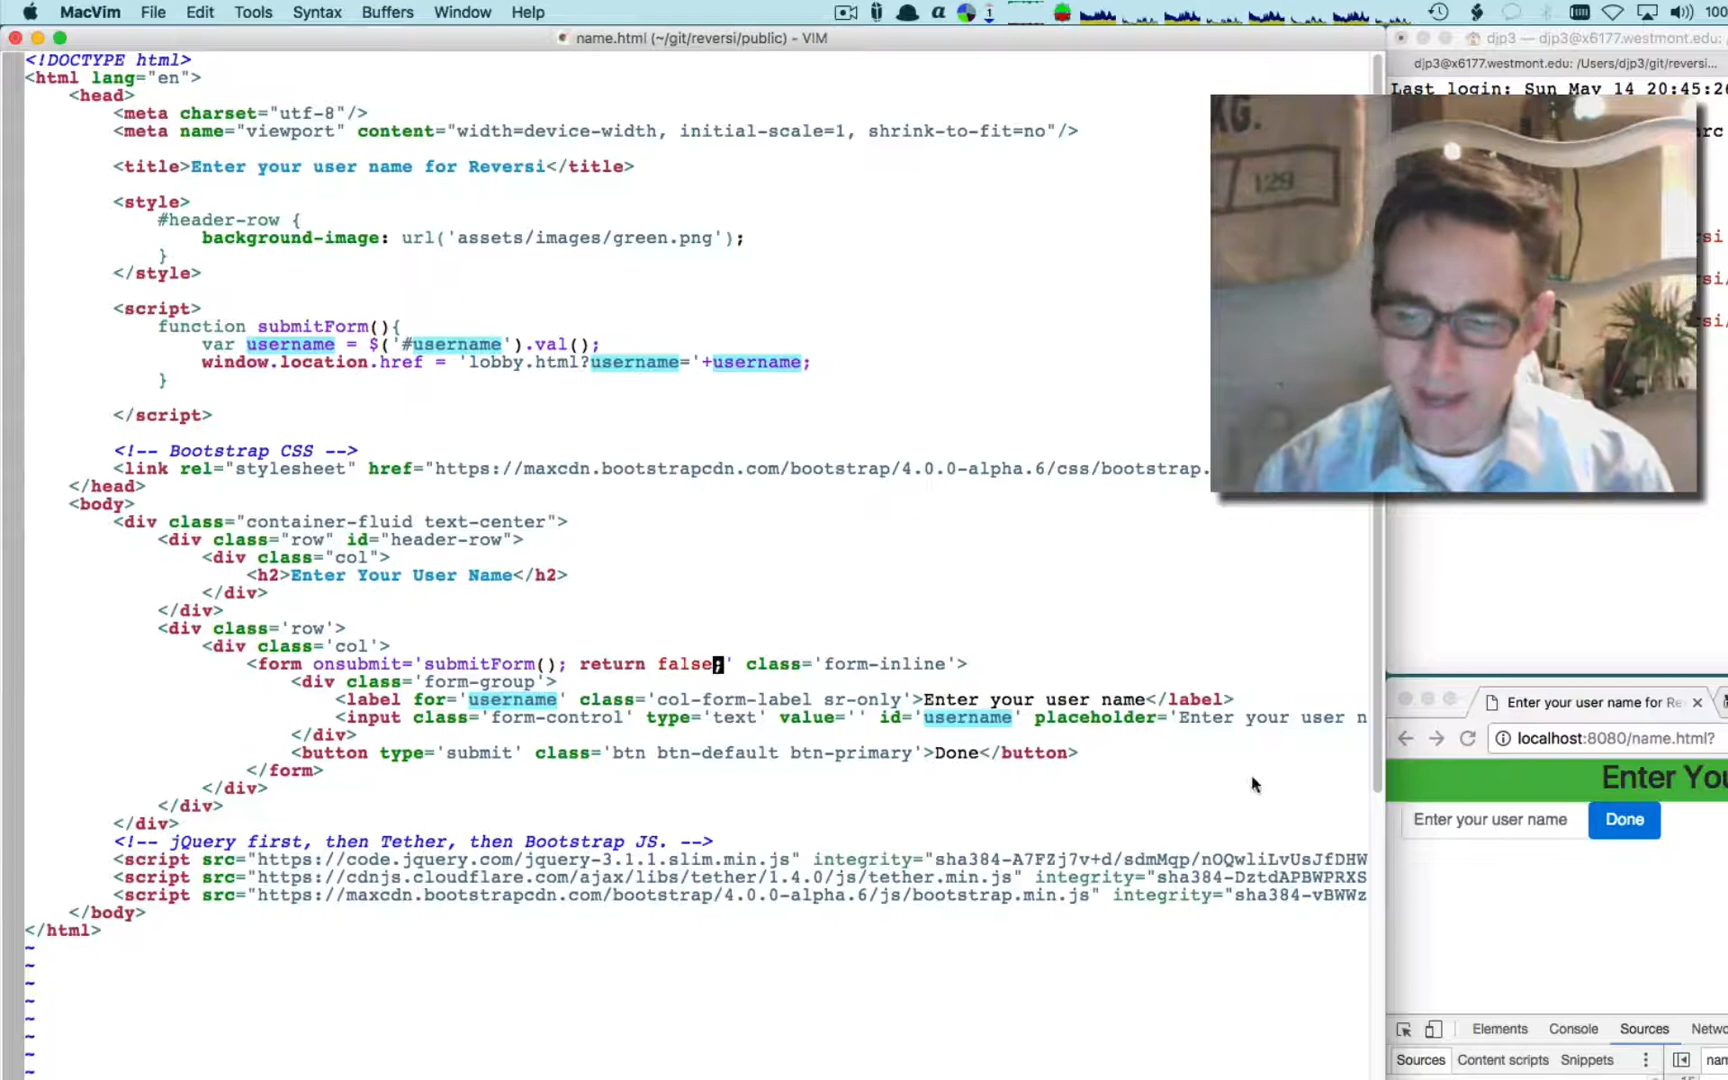 MacVim File Edit Tools Syntax Buffers Window Help
100
name.html (~/git/reversi/public) - VIM
<!DOCTYPE html>
<html lang="en">
<head>
<meta charset="utf-8"/>
<meta name="viewport" content="width=device-width, initial-scale=1, shrink-to-fit=no"/>
<title>Enter your user name for Reversi</title>
<style>
#header-row {
background-image: url('assets/images/green.png');
}
</style>
<script>
function submitForm(){
var username = $('#username').val();
window.location.href = 'lobby.html?username='+username;
}
</script>
<!-- Bootstrap CSS -->
<link rel="stylesheet" href="https://maxcdn.bootstrapcdn.com/bootstrap/4.0.0-alpha.6/css/bootstrap.
</head>
<body>
<div class="container-fluid text-center">
<div class="row" id="header-row">
<div class="col">
<h2>Enter Your User Name</h2>
</div>
</div>
<div class='row'>
<div class='col'>
<form onsubmit='submitForm(); return false;' class='form-inline'>
<div class='form-group'>
<label for='username' class='col-form-label sr-only'>Enter your user name</label>
<input class='form-control' type='text' value='' id='username' placeholder='Enter your user n
</div>
<button type='submit' class='btn btn-default btn-primary'>Done</button>
</form>
</div>
</div>
</div>
<!-- jQuery first, then Tether, then Bootstrap JS. -->
<script src="https://code.jquery.com/jquery-3.1.1.slim.min.js" integrity="sha384-A7FZj7v+d/sdmMqp/nOQwliLvUsJfDHW
<script src="https://cdnjs.cloudflare.com/ajax/libs/tether/1.4.0/js/tether.min.js" integrity="sha384-DztdAPBWPRXS
<script src="https://maxcdn.bootstrapcdn.com/bootstrap/4.0.0-alpha.6/js/bootstrap.min.js" integrity="sha384-vBWWz
</body>
</html>
~
~
~
~
~
~
~
~
djp3 — djp3@x6177.westmont.edu:
djp3@x6177.westmont.edu: /Users/djp3/git/reversi...
Last login: Sun May 14 20:45:26
rc
si
si/
si/
129
Enter your user name for Re
localhost:8080/name.html?
Enter You
Enter your user name Done
Elements Console Sources Netwo
Sources Content scripts Snippets